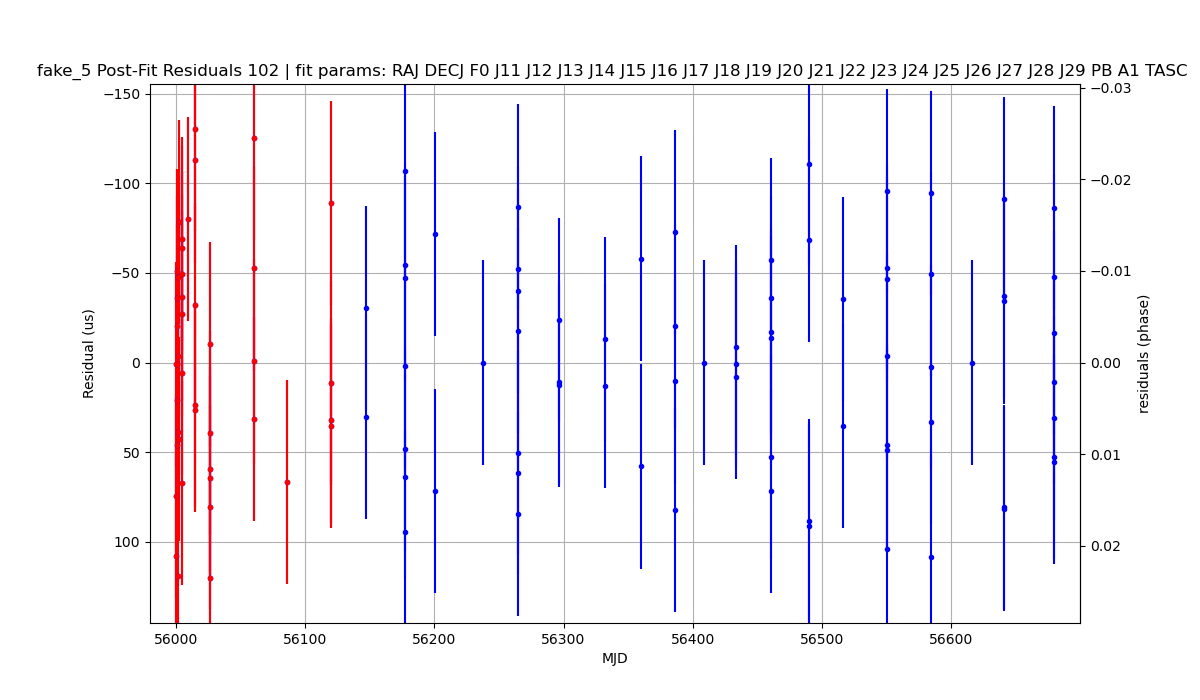 fake_5 Post-Fit Residuals 102 | fit params: RAJ DECJ F0 J11 J12 J13 J14 J15 J16 J17 J18 J19 J20 J21 J22 J23 J24 J25 J26 J27 J28 J29 PB A1 TASC
−150
−100
−50
0
50
100
Residual (us)
−0.03
−0.02
−0.01
0.00
0.01
0.02
residuals (phase)
56000 56100 56200 56300 56400 56500 56600
MJD